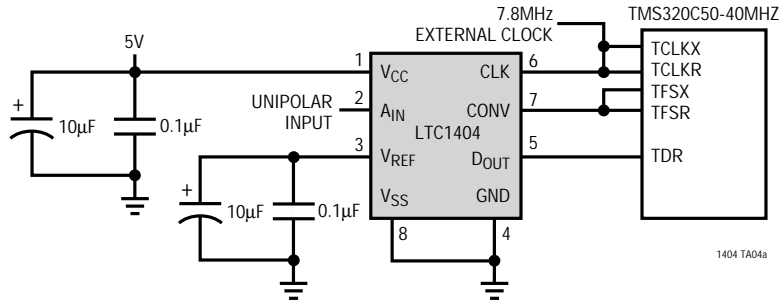 7.8MHz
EXTERNAL CLOCK
TMS320C50-40MHZ
5V
1
VCC
CLK
6
TCLKX
TCLKR
+
10µF
0.1µF
UNIPOLAR
INPUT
2
AIN
CONV
7
TFSX
TFSR
LTC1404
3
VREF
DOUT
5
TDR
+
10µF
0.1µF
VSS
GND
8
4
1404 TA04a